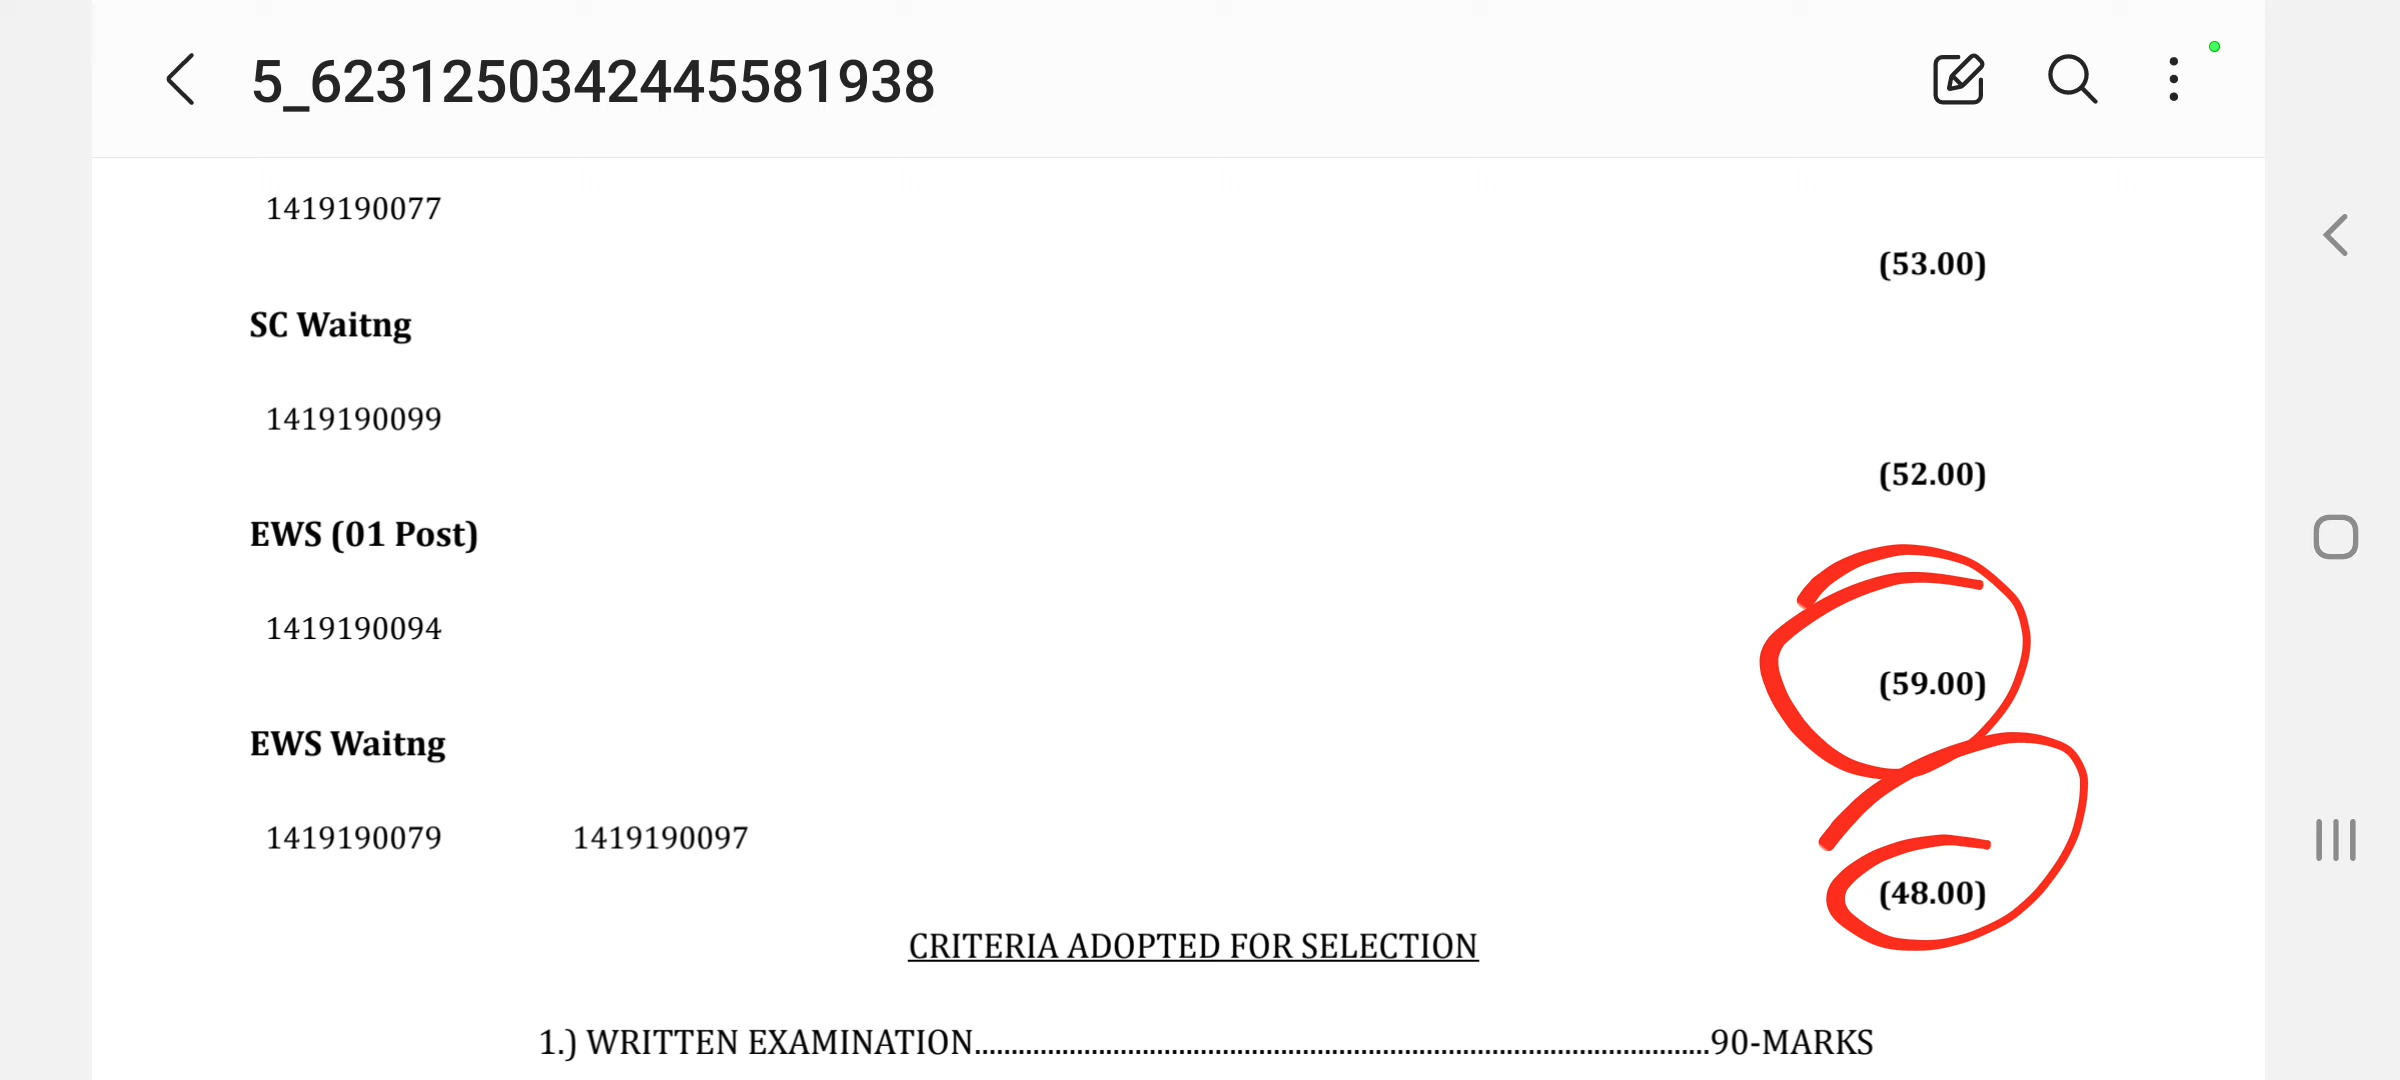 5_6231250342445581938
1419190077
(53.00)
SC Waitng
1419190099
(52.00)
EWS (01 Post)
1419190094
(59.00)
EWS Waitng
1419190079 1419190097
(48.00)
CRITERIA ADOPTED FOR SELECTION
1.) WRITTEN EXAMINATION....................................................................................................90-MARKS